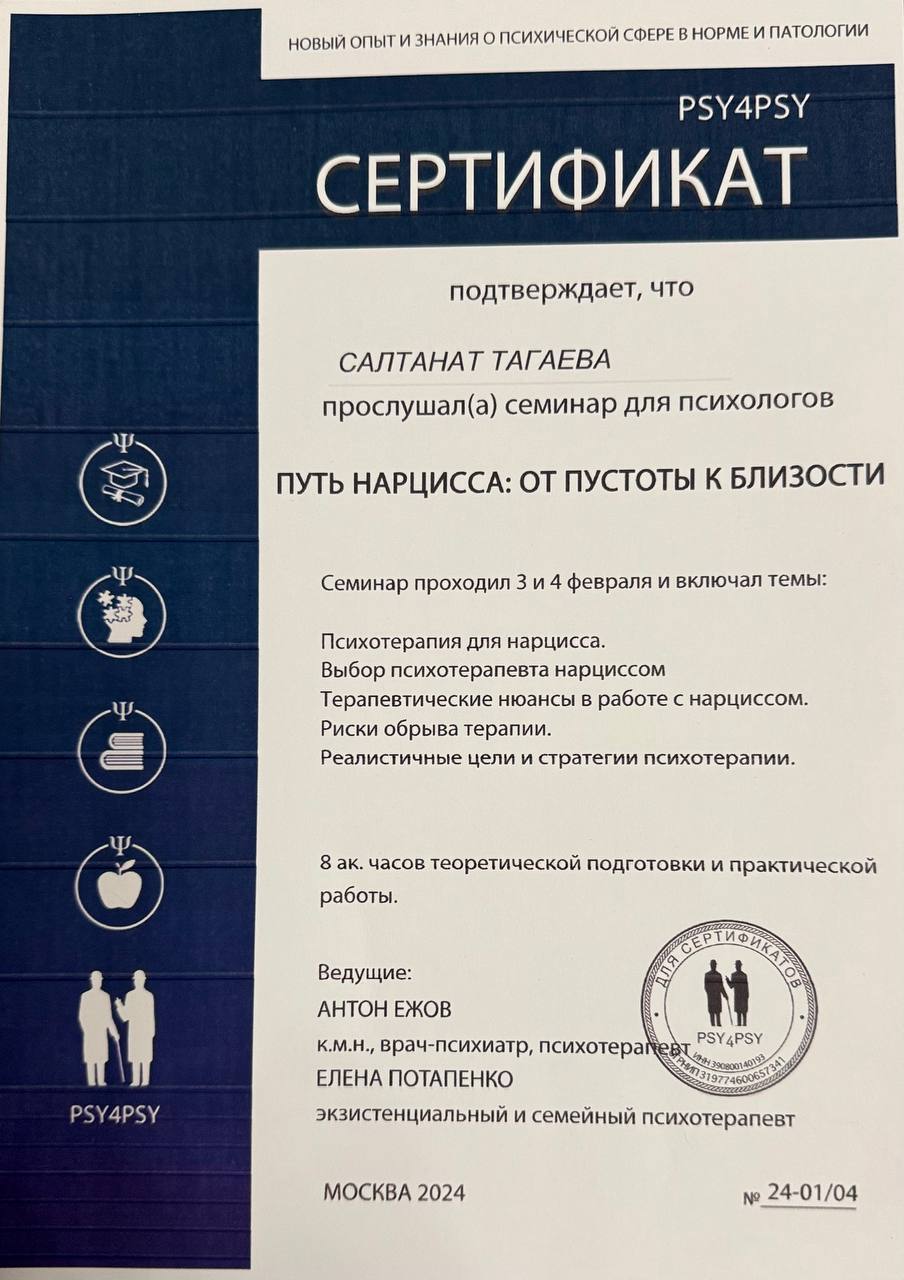 НОВЫЙ ОПЫТ И ЗНАНИЯ О ПСИХИЧЕСКОЙ СФЕРЕ В НОРМЕ И ПАТОЛОГИИ
PSY4PSY
СЕРТИФИКАТ
подтверждает, что
САЛТАНАТ ТАГАЕВА
прослушал(а) семинар для психологов
ПУТЬ НАРЦИССА: ОТ ПУСТОТЫ К БЛИЗОСТИ
Семинар проходил 3 и 4 февраля и включал темы:
Психотерапия для нарцисса.
Выбор психотерапевта нарциссом
Терапевтические нюансы в работе с нарциссом.
Риски обрыва терапии.
Реалистичные цели и стратегии психотерапии.
8 ак. часов теоретической подготовки и практической
работы.
Ведущие:
АНТОН ЕЖОВ
к.м.н., врач-психиатр, психотерапевт
ЕЛЕНА ПОТАПЕНКО
экзистенциальный и семейный психотерапевт
ДЛЯ СЕРТИФИКАТОВ
PSY4PSY
ИНН 390800140193
ОГРНИП 319774600657341
PSY4PSY
МОСКВА 2024
№ 24-01/04